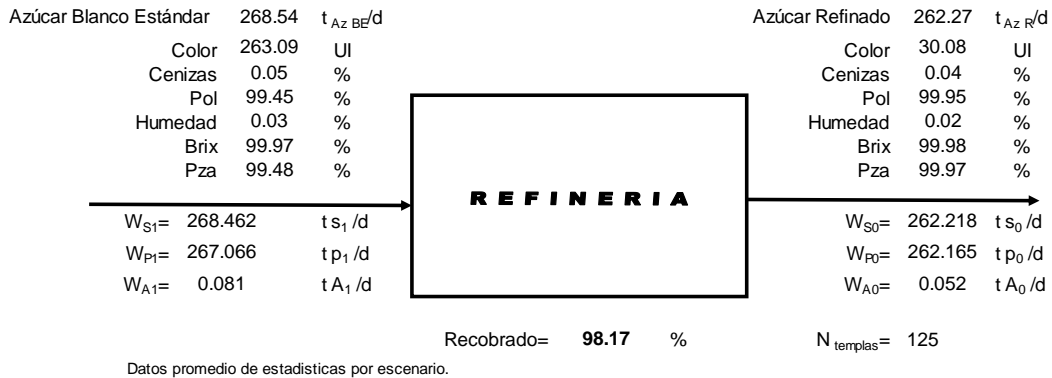 Azúcar Blanco Estándar 268.54 t Az BE/d
Color 263.09 UI
Cenizas 0.05 %
Pol 99.45 %
Humedad 0.03 %
Brix 99.97 %
Pza 99.48 %
WS1= 268.462 t s1 /d
WP1= 267.066 t p1 /d
WA1= 0.081 t A1 /d
REFINERIA
Azúcar Refinado 262.27 t Az R/d
Color 30.08 UI
Cenizas 0.04 %
Pol 99.95 %
Humedad 0.02 %
Brix 99.98 %
Pza 99.97 %
WS0= 262.218 t s0 /d
WP0= 262.165 t p0 /d
WA0= 0.052 t A0 /d
Recobrado= 98.17 %
N templas= 125
Datos promedio de estadisticas por escenario.